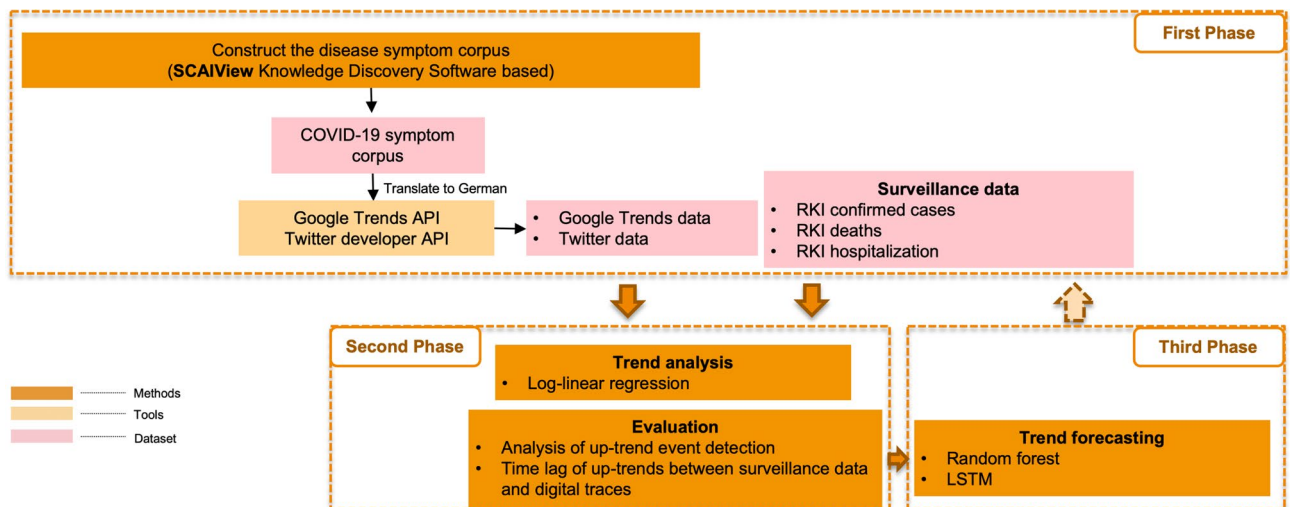 First Phase
Construct the disease symptom corpus
(SCAIView Knowledge Discovery Software based)
COVID-19 symptom
corpus
Translate to German
Google Trends API
Twitter developer API
• Google Trends data
• Twitter data
Surveillance data
• RKI confirmed cases
• RKI deaths
• RKI hospitalization
Second Phase
Trend analysis
• Log-linear regression
Evaluation
• Analysis of up-trend event detection
• Time lag of up-trends between surveillance data
and digital traces
Third Phase
Trend forecasting
• Random forest
• LSTM
Methods
Tools
Dataset